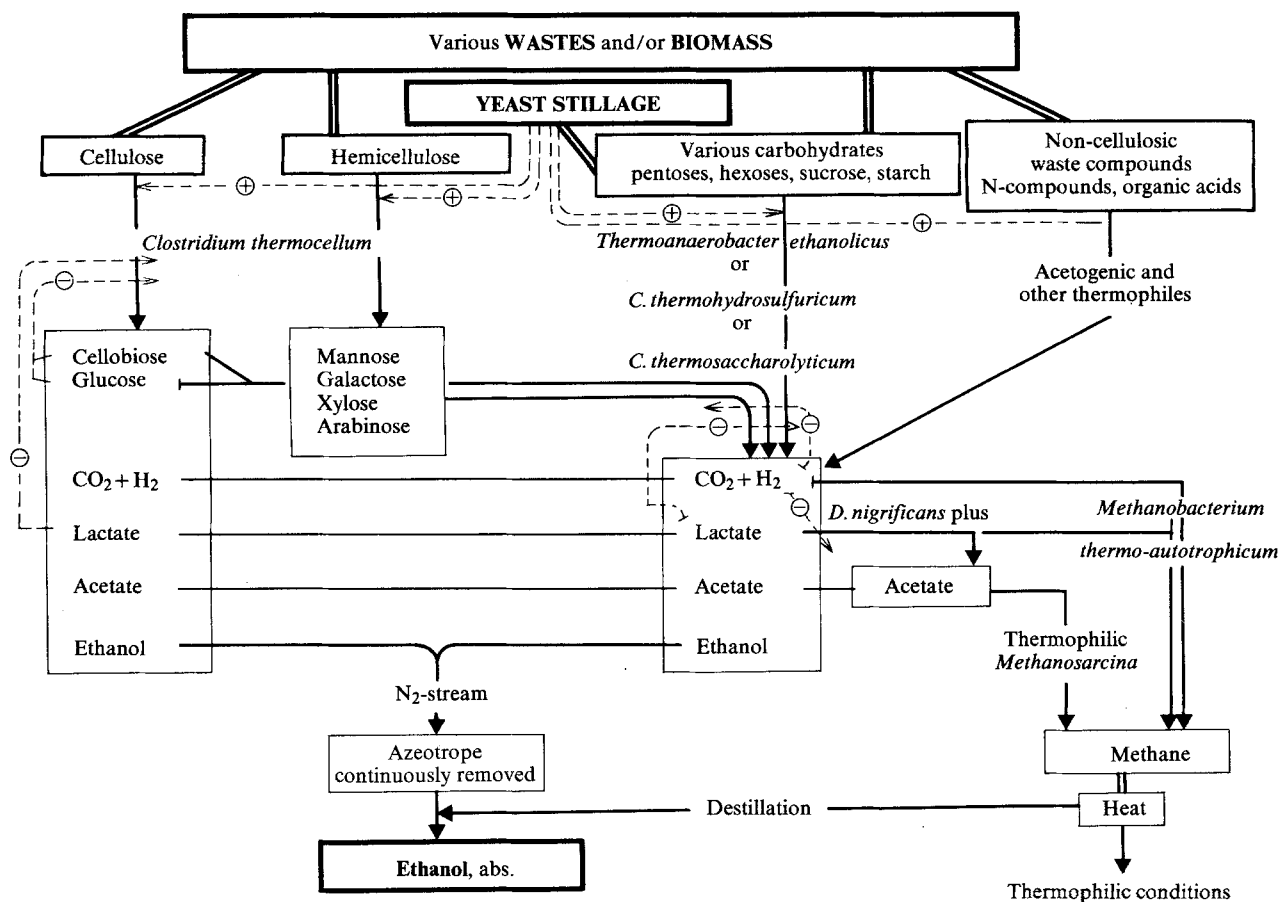 Various WASTES and/or BIOMASS
YEAST STILLAGE
Cellulose
Hemicellulose
Various carbohydrates
pentoses, hexoses, sucrose, starch
Non-cellulosic
waste compounds
N-compounds, organic acids
+
+
+
+
Clostridium thermocellum
Thermoanaerobacter ethanolicus
or
C. thermohydrosulfuricum
or
C. thermosaccharolyticum
Acetogenic and
other thermophiles
−
−
Cellobiose
Glucose
CO₂ + H₂
Lactate
Acetate
Ethanol
Mannose
Galactose
Xylose
Arabinose
−
−
−
CO₂ + H₂
Lactate
Acetate
Ethanol
D. nigrificans plus
Methanobacterium
thermo-autotrophicum
Acetate
Thermophilic
Methanosarcina
N₂-stream
Azeotrope
continuously removed
Methane
Heat
Destillation
Ethanol, abs.
Thermophilic conditions